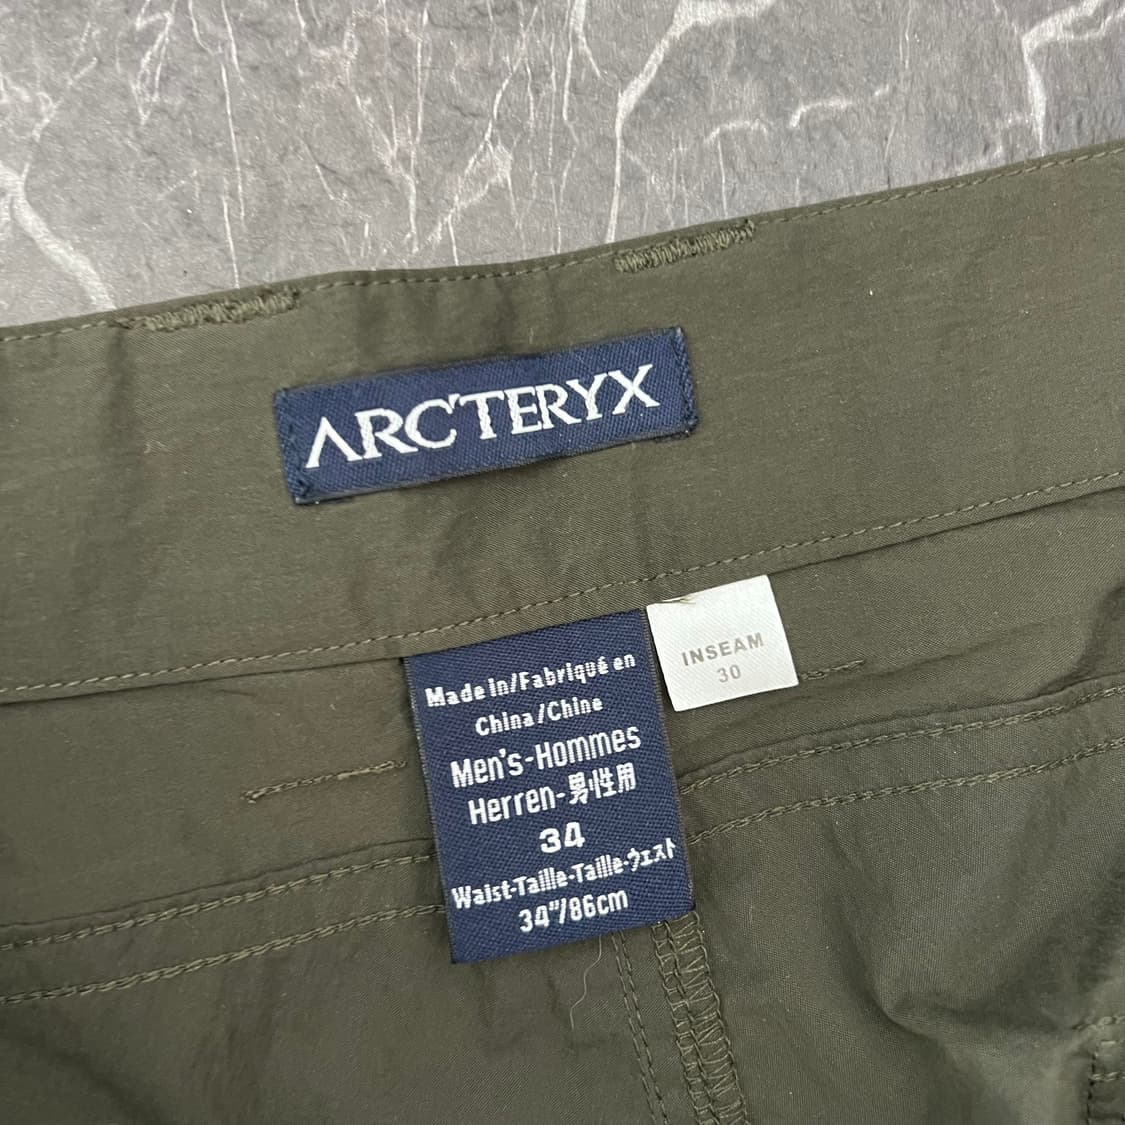 ARC'TERYX
INSEAM
30
Made in/Fabriqué en
China/Chine
Men's-Hommes
Herren-男性用
34
Waist-Taille-Taille-ウェスト
34"/86cm